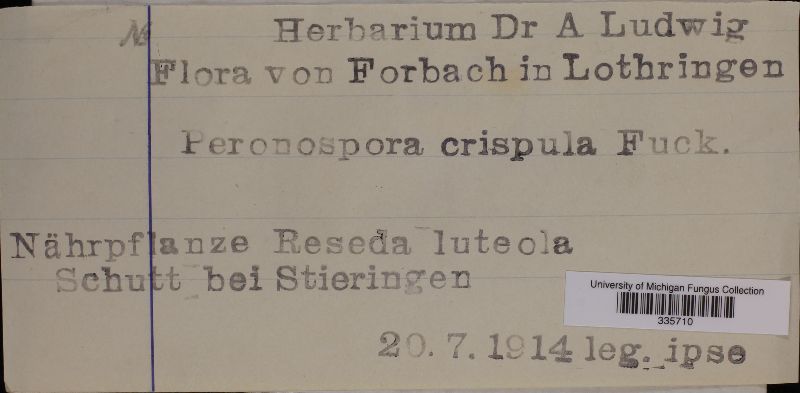 №
Herbarium Dr A Ludwig
Flora von Forbach in Lothringen
Peronospora crispula Fuck.
Nährpflanze Reseda luteola
Schutt bei Stieringen
University of Michigan Fungus Collection
335710
20.7.1914 leg. ipse